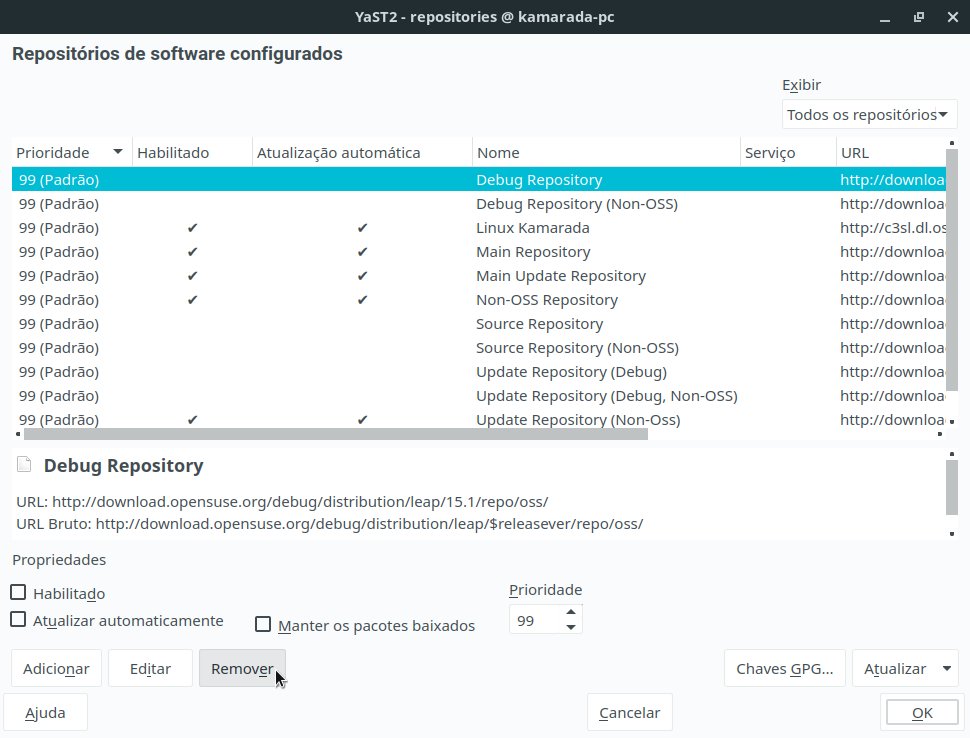 YaST2 - repositories @ kamarada-pc
Repositórios de software configurados
Exibir
Todos os repositórios
Prioridade Habilitado Atualização automática Nome Serviço URL
99 (Padrão) Debug Repository http://downloa
99 (Padrão) Debug Repository (Non-OSS) http://downloa
99 (Padrão) ✔ ✔ Linux Kamarada http://c3sl.dl.os
99 (Padrão) ✔ ✔ Main Repository http://downloa
99 (Padrão) ✔ ✔ Main Update Repository http://downloa
99 (Padrão) ✔ ✔ Non-OSS Repository http://downloa
99 (Padrão) Source Repository http://downloa
99 (Padrão) Source Repository (Non-OSS) http://downloa
99 (Padrão) Update Repository (Debug) http://downloa
99 (Padrão) Update Repository (Debug, Non-OSS) http://downloa
99 (Padrão) ✔ ✔ Update Repository (Non-Oss) http://downloa
Debug Repository
URL: http://download.opensuse.org/debug/distribution/leap/15.1/repo/oss/
URL Bruto: http://download.opensuse.org/debug/distribution/leap/$releasever/repo/oss/
Propriedades
Habilitado
Atualizar automaticamente
Manter os pacotes baixados
Prioridade
99
Adicionar Editar Remover Chaves GPG... Atualizar
Ajuda Cancelar OK